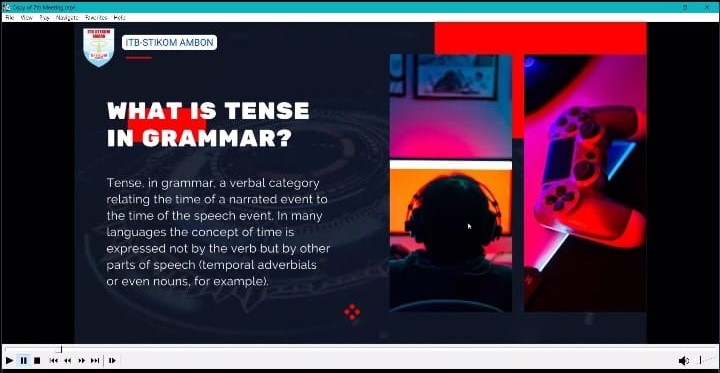 Copy of 7th Meeting.mp4
File View Play Navigate Favorites Help
ITB STIKOM
AMBON
ITB-STIKOM AMBON
WHAT IS TENSE
IN GRAMMAR?
Tense, in grammar, a verbal category
relating the time of a narrated event to
the time of the speech event. In many
languages the concept of time is
expressed not by the verb but by other
parts of speech (temporal adverbials
or even nouns, for example).